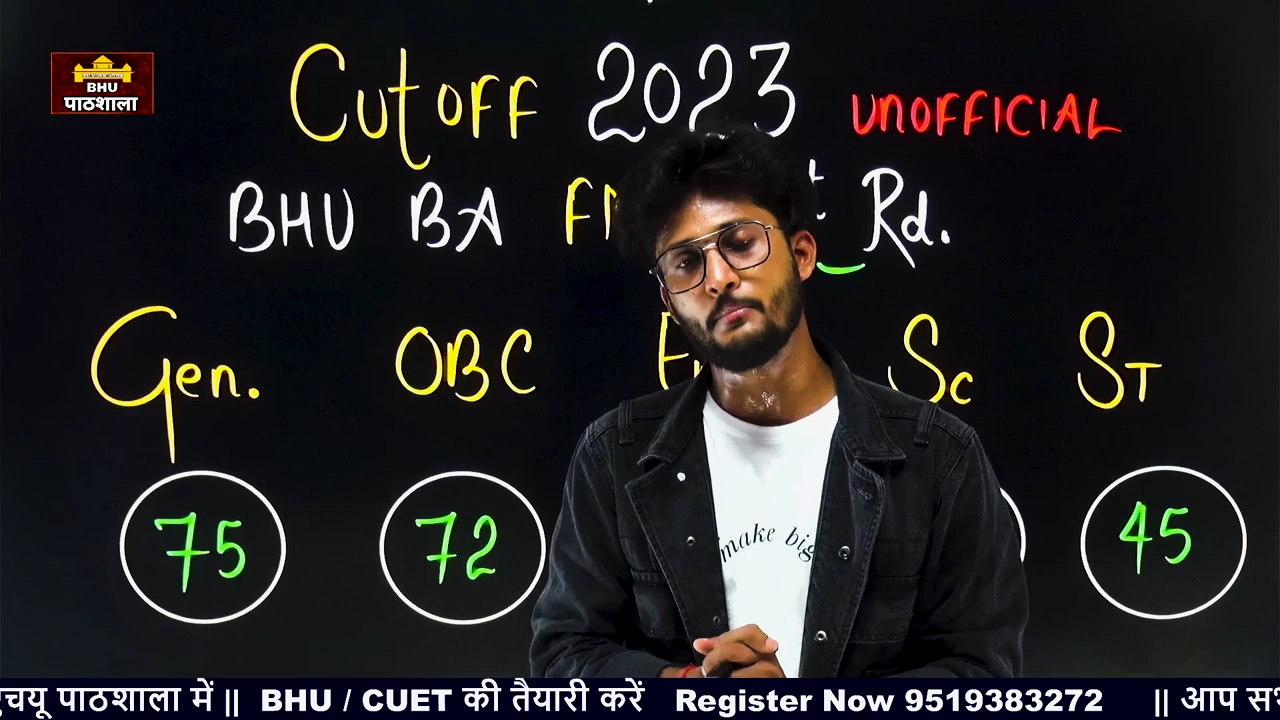 BHU
पाठशाला
Cutoff 2023 UNOFFICIAL
BHU BA Rd.
Gen. OBC Sc ST
75 72 45
make big
पाठशाला में || BHU / CUET की तैयारी करें Register Now 9519383272 || आप